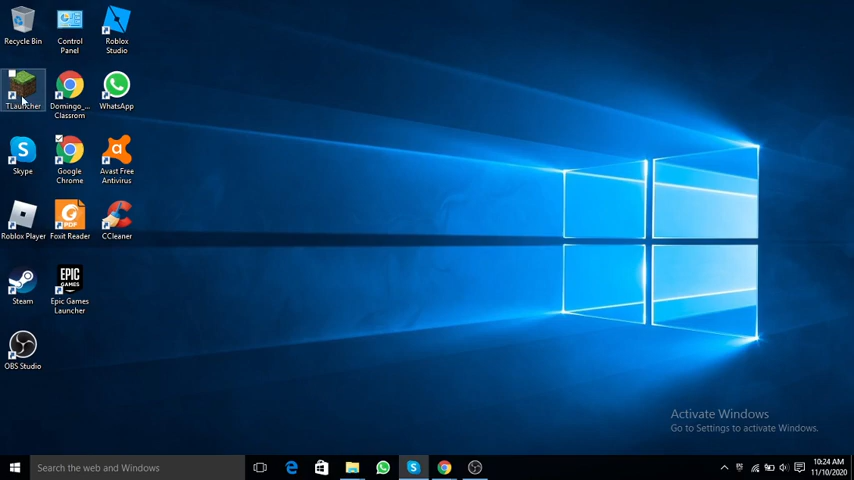 Recycle Bin
Control
Panel
Roblox
Studio
TLauncher
Domingo_...
Classrom
WhatsApp
Skype
Google
Chrome
Avast Free
Antivirus
Roblox Player
Foxit Reader
CCleaner
PDF
Steam
EPIC
GAMES
Epic Games
Launcher
OBS Studio
Activate Windows
Go to Settings to activate Windows.
Search the web and Windows
10:24 AM
11/10/2020